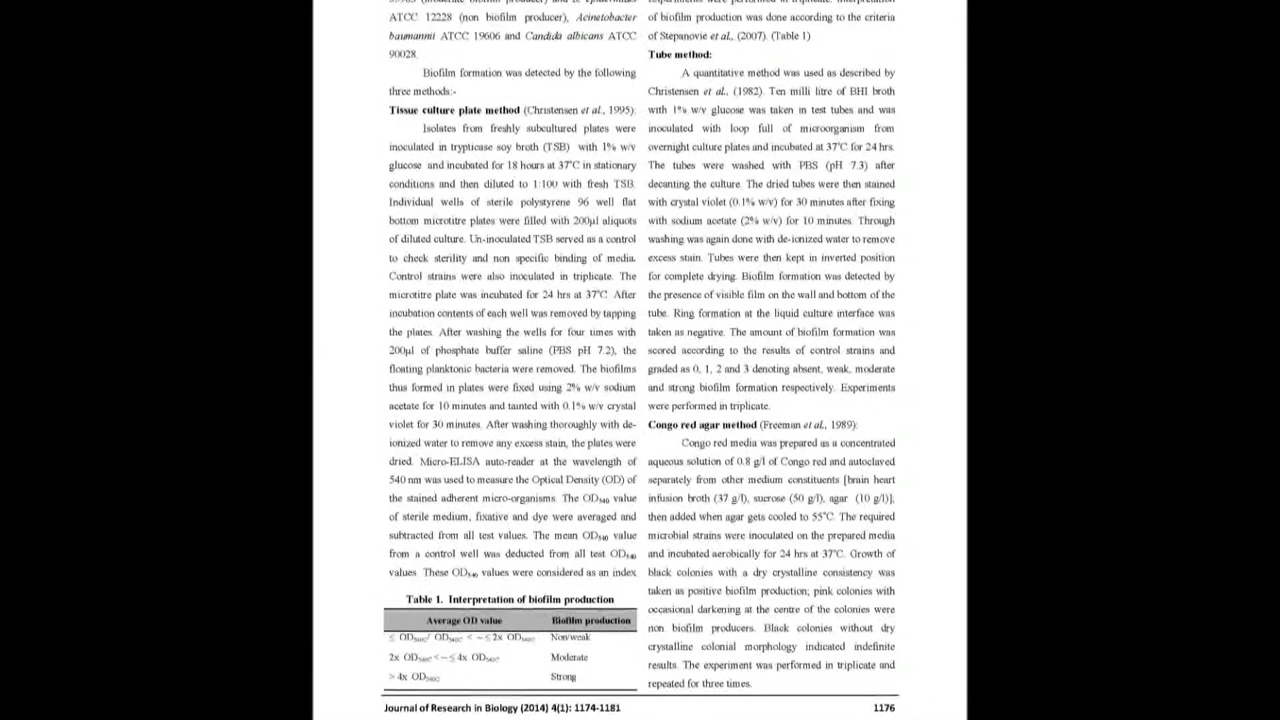 ATCC 12228 (non biofilm producer), Acinetobacter
baumannii ATCC 19606 and Candida albicans ATCC
90028.
Biofilm formation was detected by the following
three methods:-
Tissue culture plate method (Christensen et al., 1995):
Isolates from freshly subcultured plates were
inoculated in trypticase soy broth (TSB) with 1% w/v
glucose and incubated for 18 hours at 37°C in stationary
conditions and then diluted to 1:100 with fresh TSB.
Individual wells of sterile polystyrene 96 well flat
bottom microtitre plates were filled with 200µl aliquots
of diluted culture. Un-inoculated TSB served as a control
to check sterility and non specific binding of media.
Control strains were also inoculated in triplicate. The
microtitre plate was incubated for 24 hrs at 37°C. After
incubation contents of each well was removed by tapping
the plates. After washing the wells for four times with
200µl of phosphate buffer saline (PBS pH 7.2), the
floating planktonic bacteria were removed. The biofilms
thus formed in plates were fixed using 2% w/v sodium
acetate for 10 minutes and tainted with 0.1% w/v crystal
violet for 30 minutes. After washing thoroughly with de-
ionized water to remove any excess stain, the plates were
dried. Micro-ELISA auto-reader at the wavelength of
540 nm was used to measure the Optical Density (OD) of
the stained adherent micro-organisms. The OD540 value
of sterile medium, fixative and dye were averaged and
subtracted from all test values. The mean OD540 value
from a control well was deducted from all test OD540
values. These OD540 values were considered as an index
Table 1. Interpretation of biofilm production
Average OD value Biofilm production
Non/weak
Moderate
Strong
of biofilm production was done according to the criteria
of Stepanovie et al., (2007). (Table 1)
Tube method:
A quantitative method was used as described by
Christensen et al., (1982). Ten milli litre of BHI broth
with 1% w/v glucose was taken in test tubes and was
inoculated with loop full of microorganism from
overnight culture plates and incubated at 37°C for 24 hrs.
The tubes were washed with PBS (pH 7.3) after
decanting the culture. The dried tubes were then stained
with crystal violet (0.1% w/v) for 30 minutes after fixing
with sodium acetate (2% w/v) for 10 minutes. Through
washing was again done with de-ionized water to remove
excess stain. Tubes were then kept in inverted position
for complete drying. Biofilm formation was detected by
the presence of visible film on the wall and bottom of the
tube. Ring formation at the liquid culture interface was
taken as negative. The amount of biofilm formation was
scored according to the results of control strains and
graded as 0, 1, 2 and 3 denoting absent, weak, moderate
and strong biofilm formation respectively. Experiments
were performed in triplicate.
Congo red agar method (Freeman et al., 1989):
Congo red media was prepared as a concentrated
aqueous solution of 0.8 g/l of Congo red and autoclaved
separately from other medium constituents [brain heart
infusion broth (37 g/l), sucrose (50 g/l), agar (10 g/l)],
then added when agar gets cooled to 55°C. The required
microbial strains were inoculated on the prepared media
and incubated aerobically for 24 hrs at 37°C. Growth of
black colonies with a dry crystalline consistency was
taken as positive biofilm production; pink colonies with
occasional darkening at the centre of the colonies were
non biofilm producers. Black colonies without dry
crystalline colonial morphology indicated indefinite
results. The experiment was performed in triplicate and
repeated for three times.
Journal of Research in Biology (2014) 4(1): 1174-1181 1176